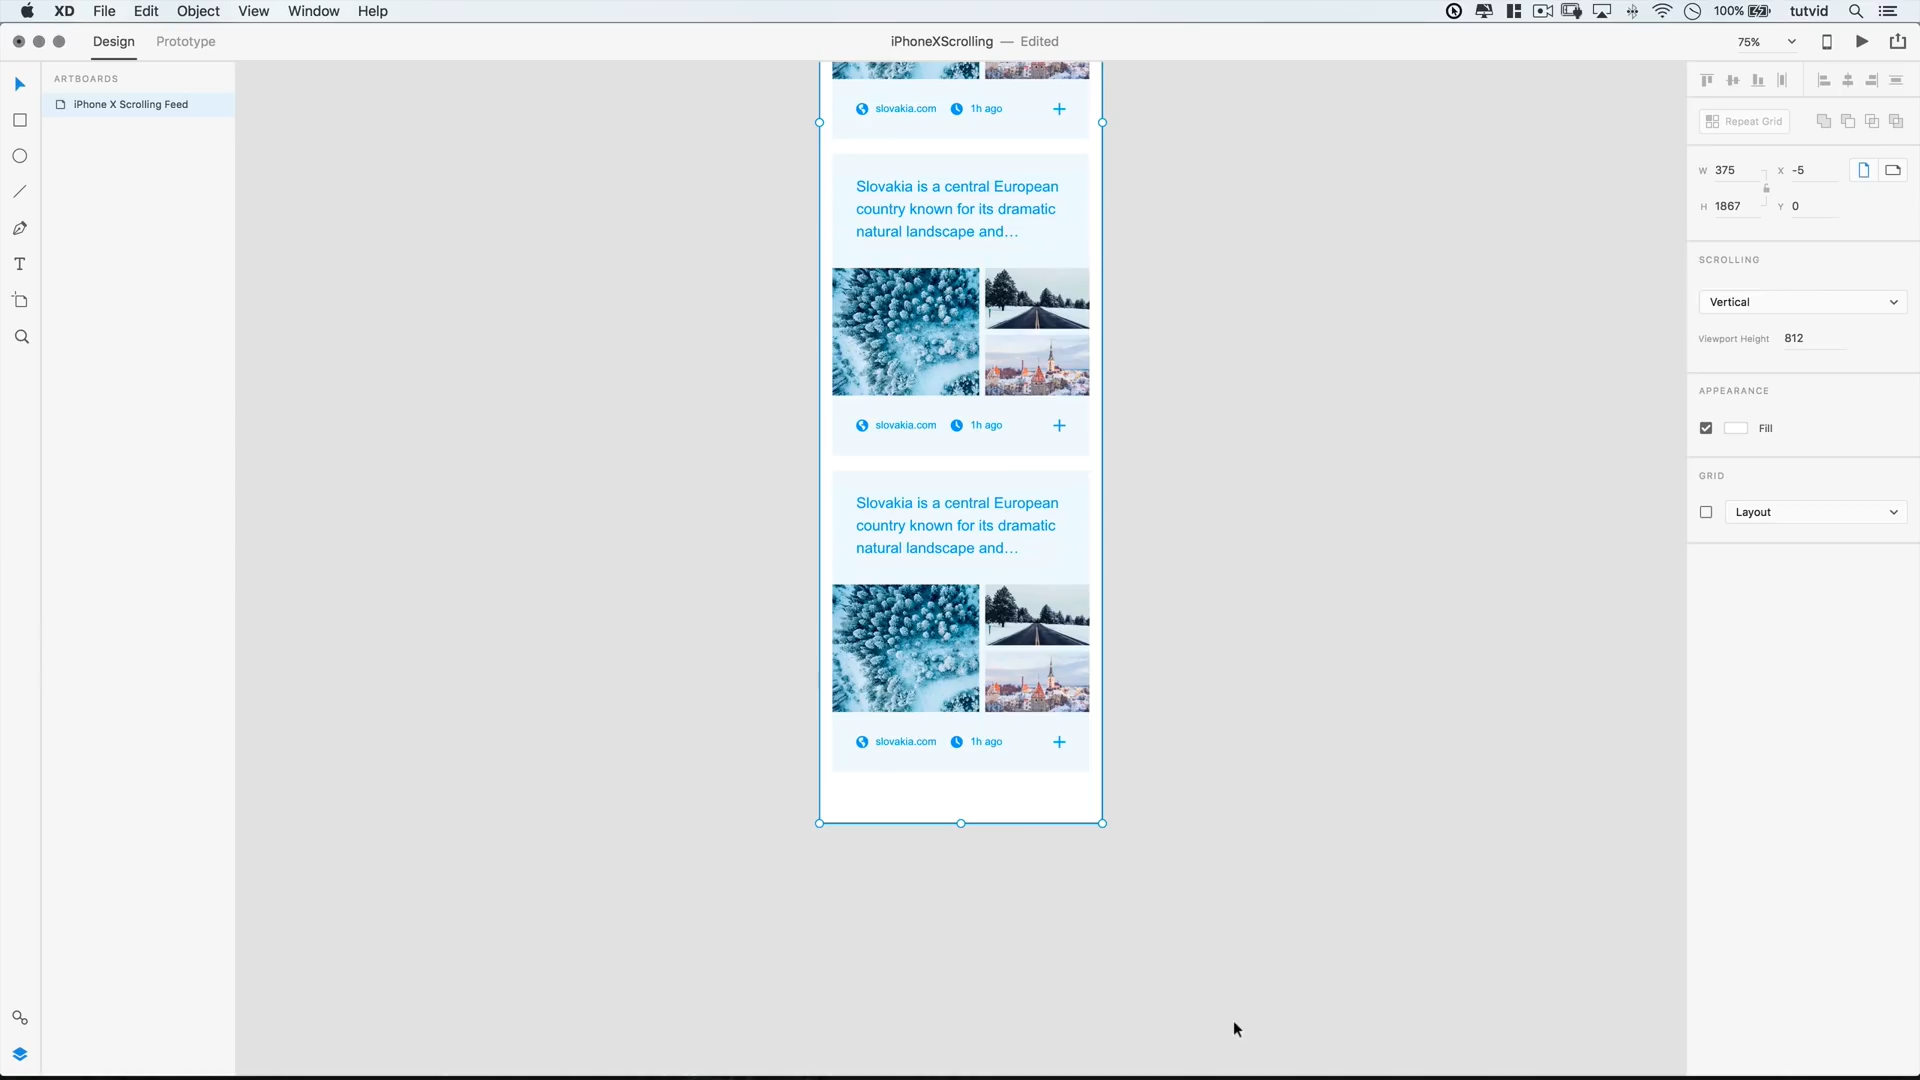 XD File Edit Object View Window Help
100% tutvid
Design Prototype
iPhoneXScrolling — Edited
75%
ARTBOARDS
iPhone X Scrolling Feed
slovakia.com 1h ago
Slovakia is a central European
country known for its dramatic
natural landscape and…
slovakia.com 1h ago
Slovakia is a central European
country known for its dramatic
natural landscape and…
slovakia.com 1h ago
T
Repeat Grid
W 375 X -5
H 1867 Y 0
SCROLLING
Vertical
Viewport Height 812
APPEARANCE
Fill
GRID
Layout